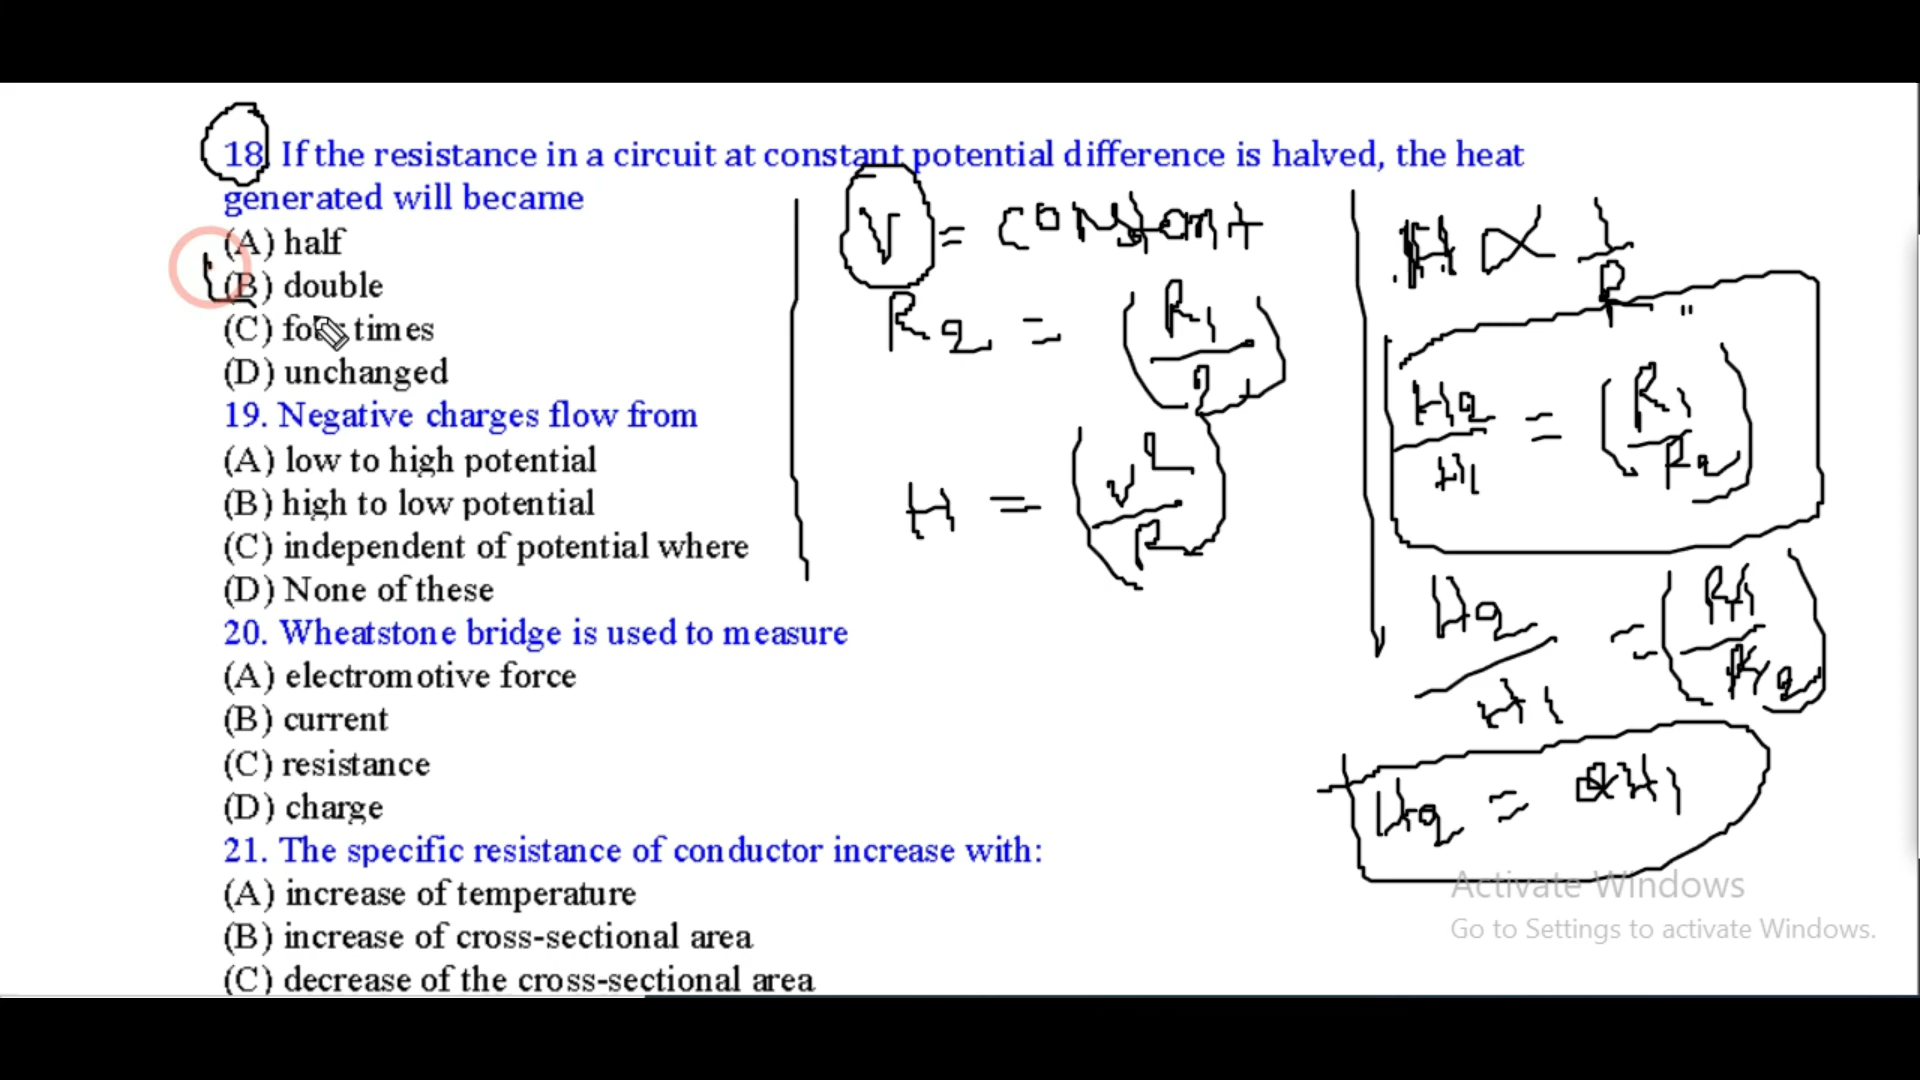 18. If the resistance in a circuit at constant potential difference is halved, the heat
generated will became
(A) half
(B) double
(C) four times
(D) unchanged
19. Negative charges flow from
(A) low to high potential
(B) high to low potential
(C) independent of potential where
(D) None of these
20. Wheatstone bridge is used to measure
(A) electromotive force
(B) current
(C) resistance
(D) charge
21. The specific resistance of conductor increase with:
(A) increase of temperature
(B) increase of cross-sectional area
(C) decrease of the cross-sectional area
V = constant
R2 = (R1/2)
H = (V2/R)
H ∝ 1/R
H2/H1 = (R1/R2)
H2/H1 = (R1/R2)
H2 = 2H1
Activate Windows
Go to Settings to activate Windows.